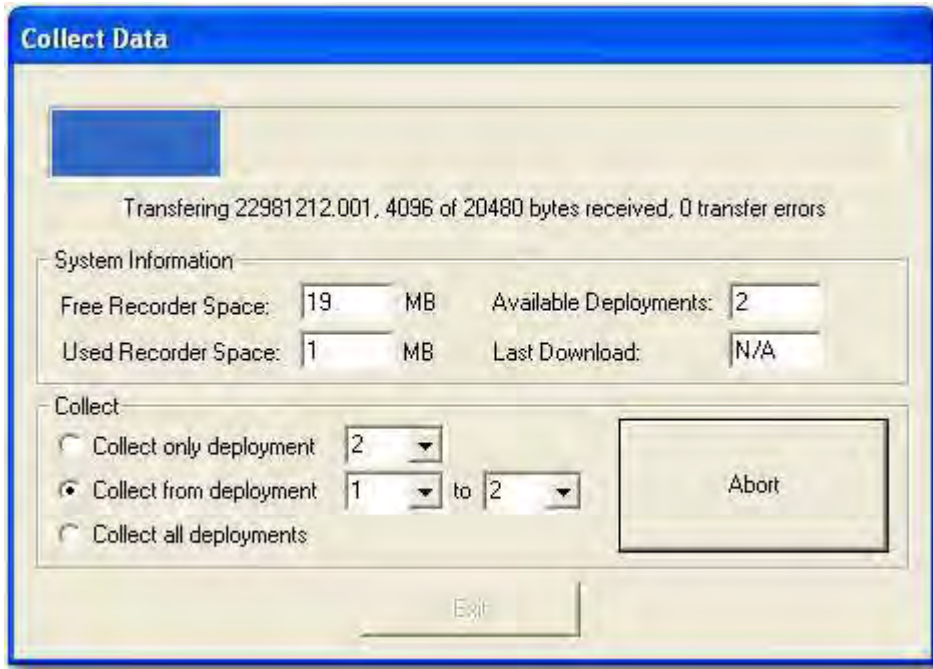 Collect Data
Transfering 22981212.001, 4096 of 20480 bytes received, 0 transfer errors
System Information
Free Recorder Space: 19 MB Available Deployments: 2
Used Recorder Space: 1 MB Last Download: N/A
Collect
Collect only deployment 2
Collect from deployment 1 to 2
Abort
Collect all deployments
Exit